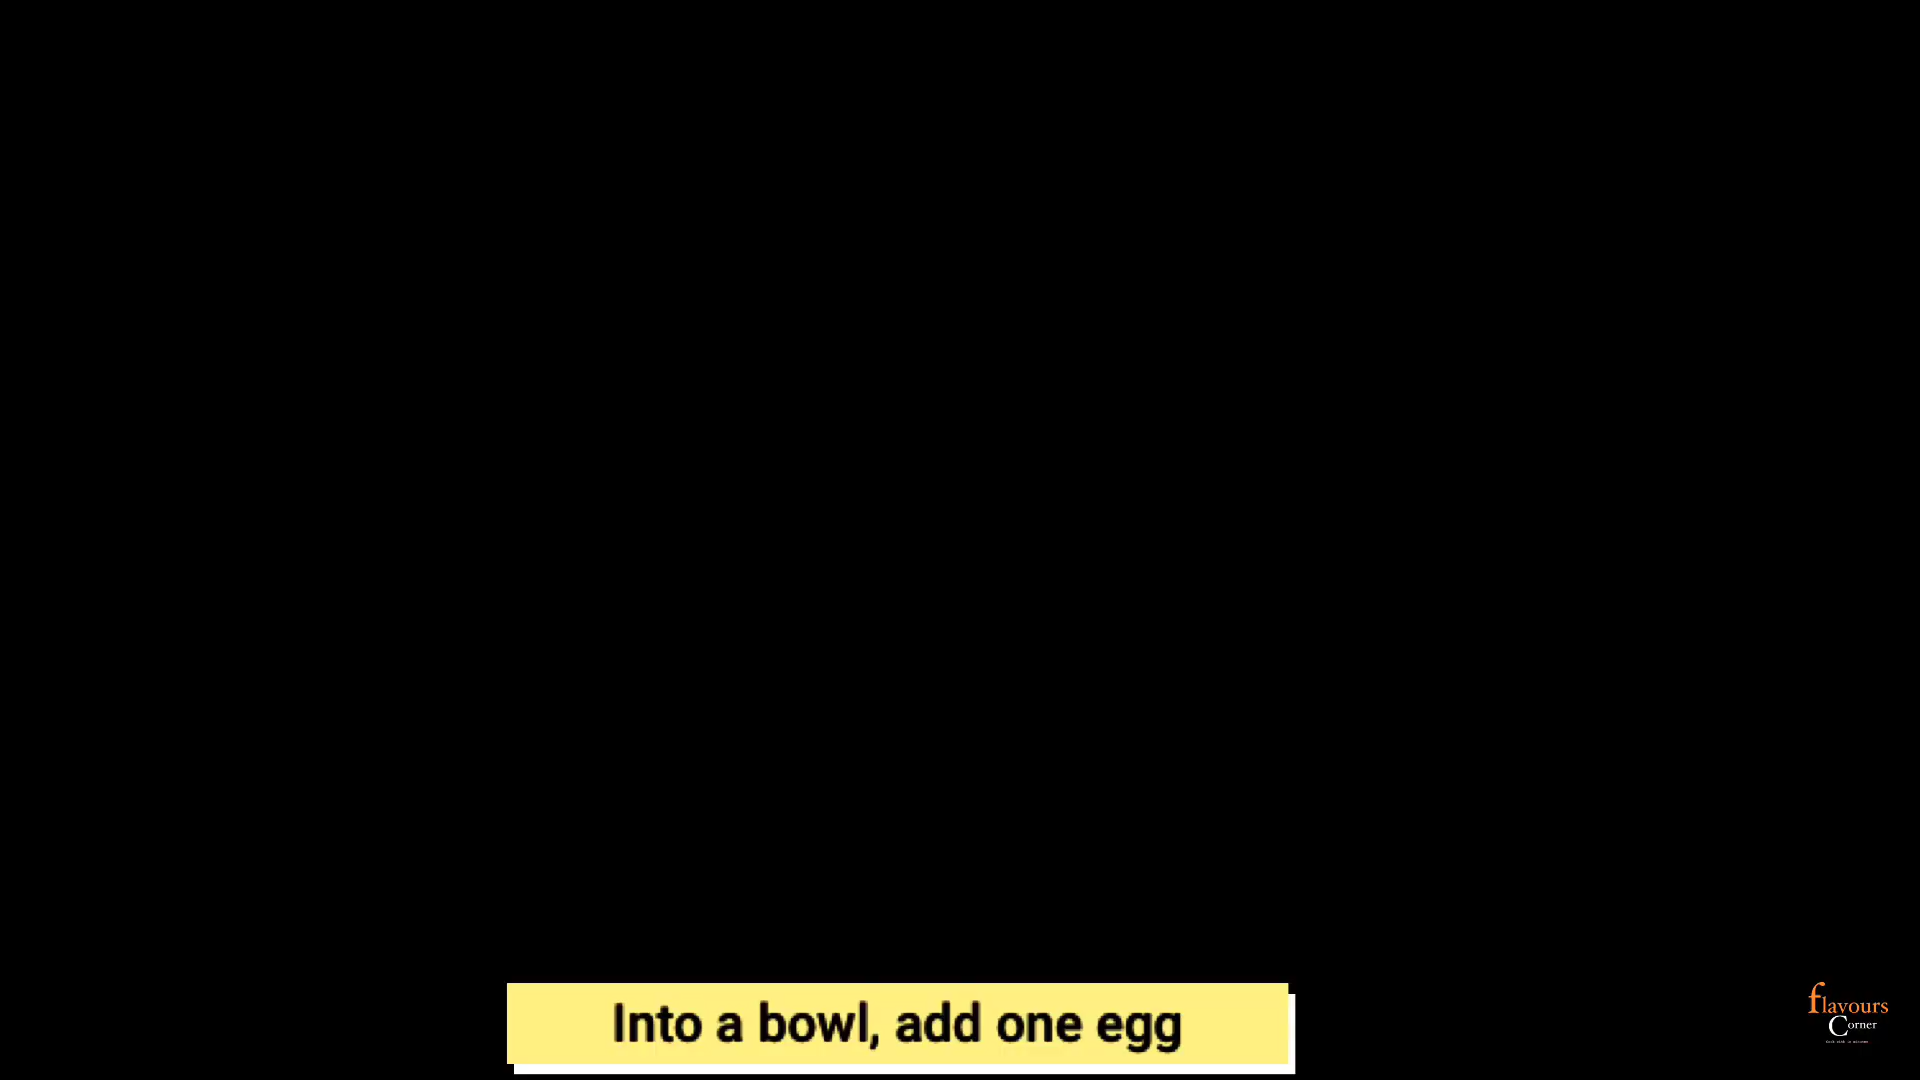 Into a bowl, add one egg
flavours
Corner